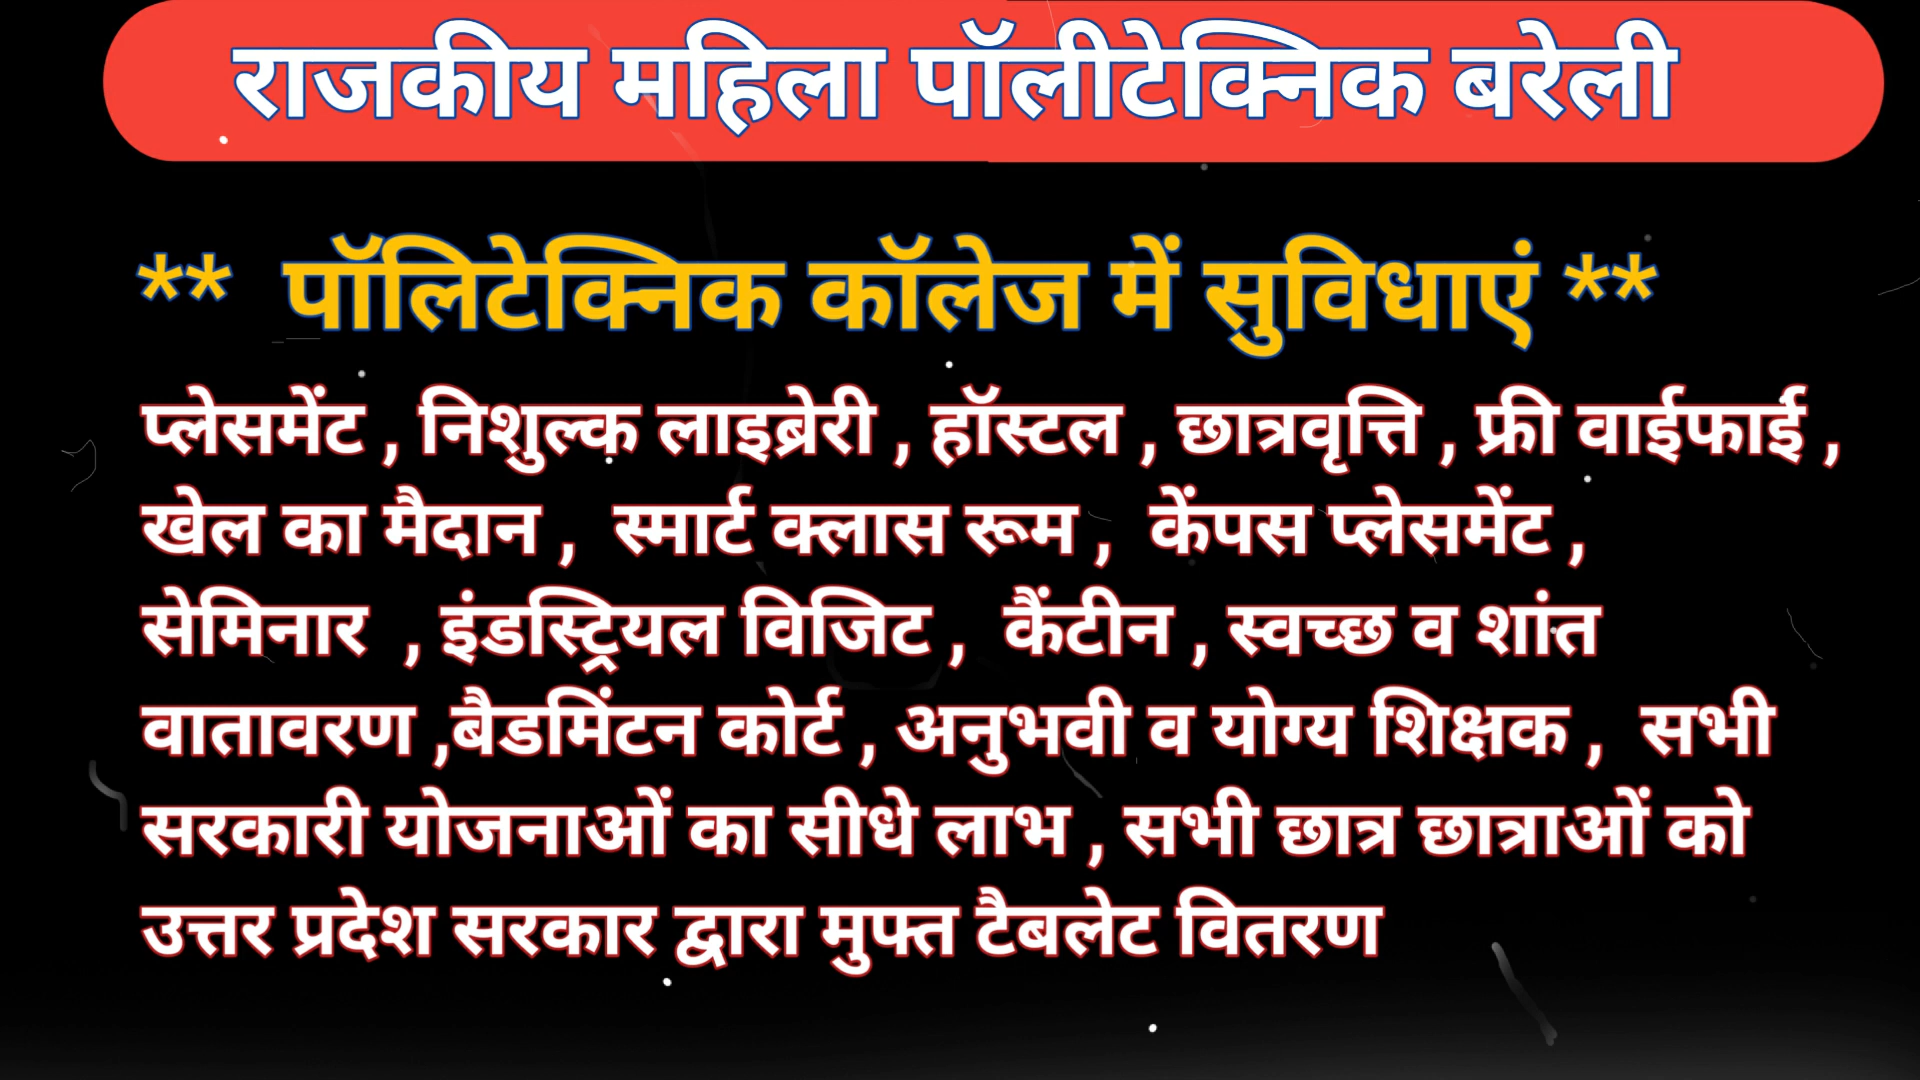 राजकीय महिला पॉलीटेक्निक बरेली
** पॉलिटेक्निक कॉलेज में सुविधाएं **
प्लेसमेंट , निशुल्क लाइब्रेरी , हॉस्टल , छात्रवृत्ति , फ्री वाईफाई ,
खेल का मैदान , स्मार्ट क्लास रूम , केंपस प्लेसमेंट ,
सेमिनार , इंडस्ट्रियल विजिट , कैंटीन , स्वच्छ व शांत
वातावरण ,बैडमिंटन कोर्ट , अनुभवी व योग्य शिक्षक , सभी
सरकारी योजनाओं का सीधे लाभ , सभी छात्र छात्राओं को
उत्तर प्रदेश सरकार द्वारा मुफ्त टैबलेट वितरण